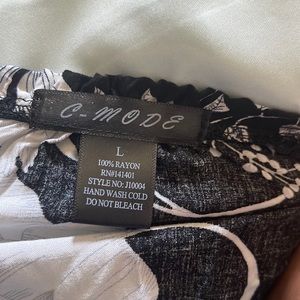 C-MODE
L
100% RAYON
RN#141401
STYLE NO: J10004
HAND WASH COLD
DO NOT BLEACH